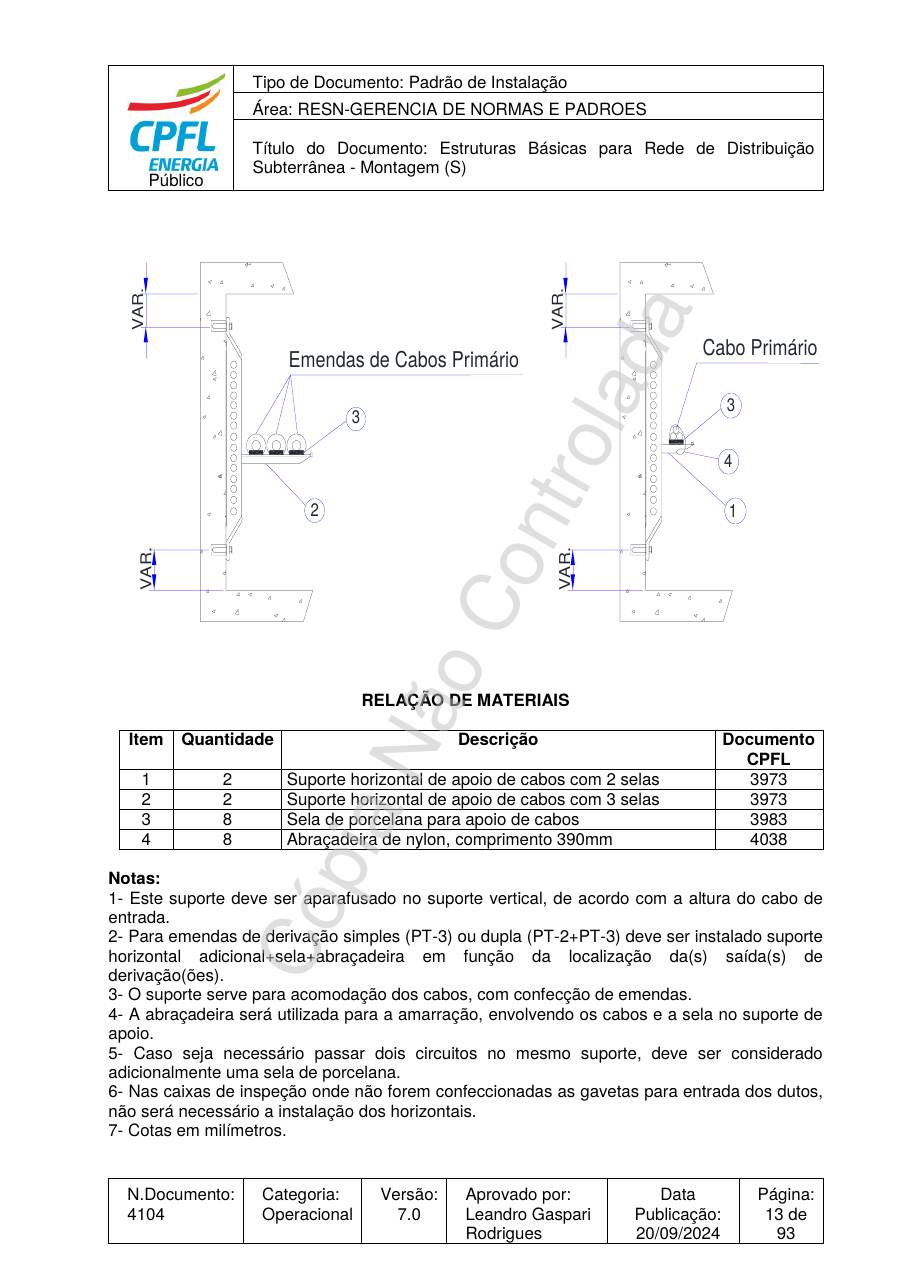 CPFL
ENERGIA
Público
Tipo de Documento: Padrão de Instalação
Área: RESN-GERENCIA DE NORMAS E PADROES
Título do Documento: Estruturas Básicas para Rede de Distribuição
Subterrânea - Montagem (S)
VAR.
Emendas de Cabos Primário
3
2
VAR.
VAR.
Cabo Primário
3
4
1
VAR.
Cópia Não Controlada
RELAÇÃO DE MATERIAIS
Item Quantidade Descrição Documento
CPFL
1 2 Suporte horizontal de apoio de cabos com 2 selas 3973
2 2 Suporte horizontal de apoio de cabos com 3 selas 3973
3 8 Sela de porcelana para apoio de cabos 3983
4 8 Abraçadeira de nylon, comprimento 390mm 4038
Notas:
1- Este suporte deve ser aparafusado no suporte vertical, de acordo com a altura do cabo de
entrada.
2- Para emendas de derivação simples (PT-3) ou dupla (PT-2+PT-3) deve ser instalado suporte
horizontal adicional+sela+abraçadeira em função da localização da(s) saída(s) de
derivação(ões).
3- O suporte serve para acomodação dos cabos, com confecção de emendas.
4- A abraçadeira será utilizada para a amarração, envolvendo os cabos e a sela no suporte de
apoio.
5- Caso seja necessário passar dois circuitos no mesmo suporte, deve ser considerado
adicionalmente uma sela de porcelana.
6- Nas caixas de inspeção onde não forem confeccionadas as gavetas para entrada dos dutos,
não será necessário a instalação dos horizontais.
7- Cotas em milímetros.
N.Documento: Categoria: Versão: Aprovado por: Data Página:
4104 Operacional 7.0 Leandro Gaspari Publicação: 13 de
Rodrigues 20/09/2024 93